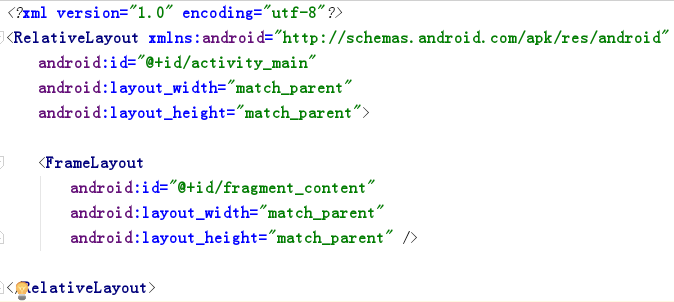 <?xml version="1.0" encoding="utf-8"?>
<RelativeLayout xmlns:android="http://schemas.android.com/apk/res/android"
    android:id="@+id/activity_main"
    android:layout_width="match_parent"
    android:layout_height="match_parent">

    <FrameLayout
        android:id="@+id/fragment_content"
        android:layout_width="match_parent"
        android:layout_height="match_parent" />

</RelativeLayout>